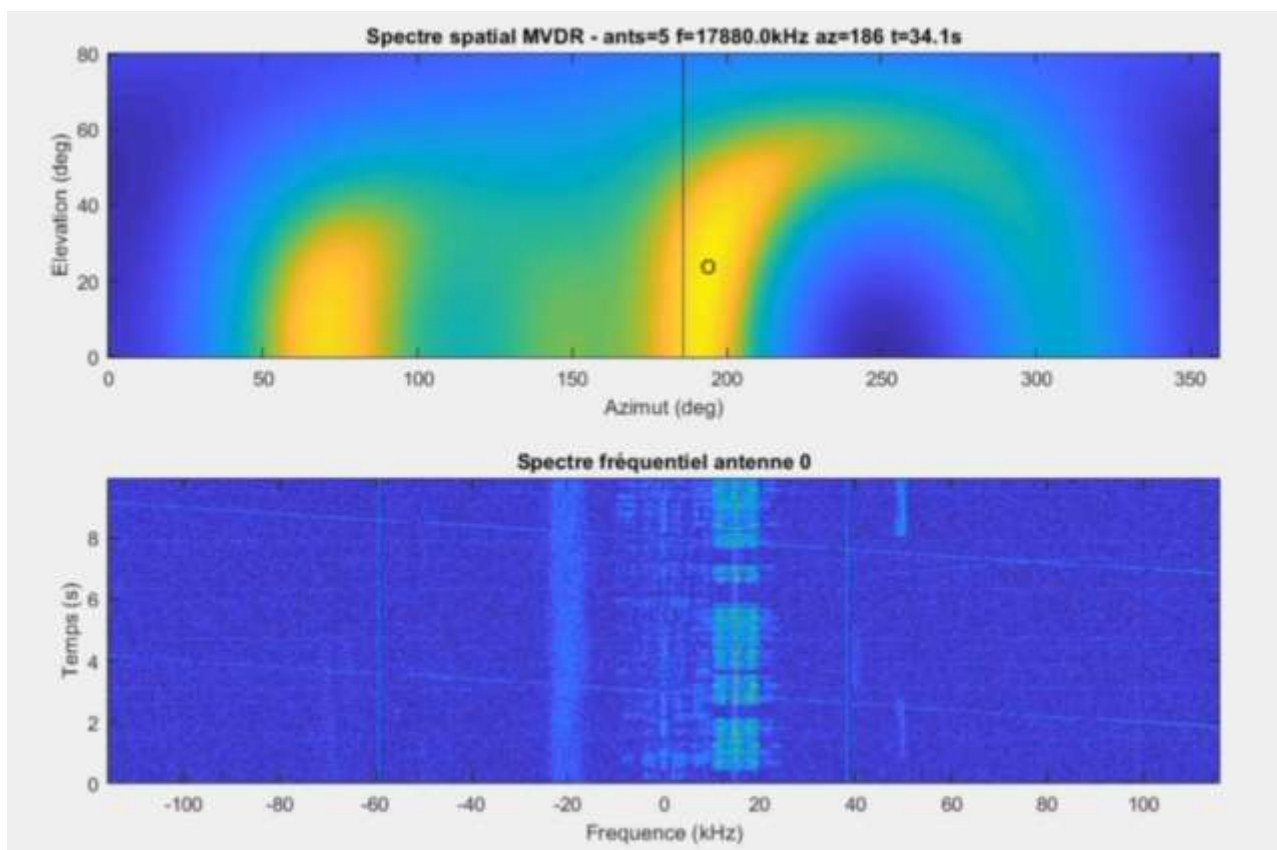 Spectre spatial MVDR - ants=5 f=17880.0kHz az=186 t=34.1s
80
60
40
20
0
Elevation (deg)
0 50 100 150 200 250 300 350
Azimut (deg)
Spectre fréquentiel antenne 0
8
6
4
2
0
Temps (s)
-100 -80 -60 -40 -20 0 20 40 60 80 100
Frequence (kHz)